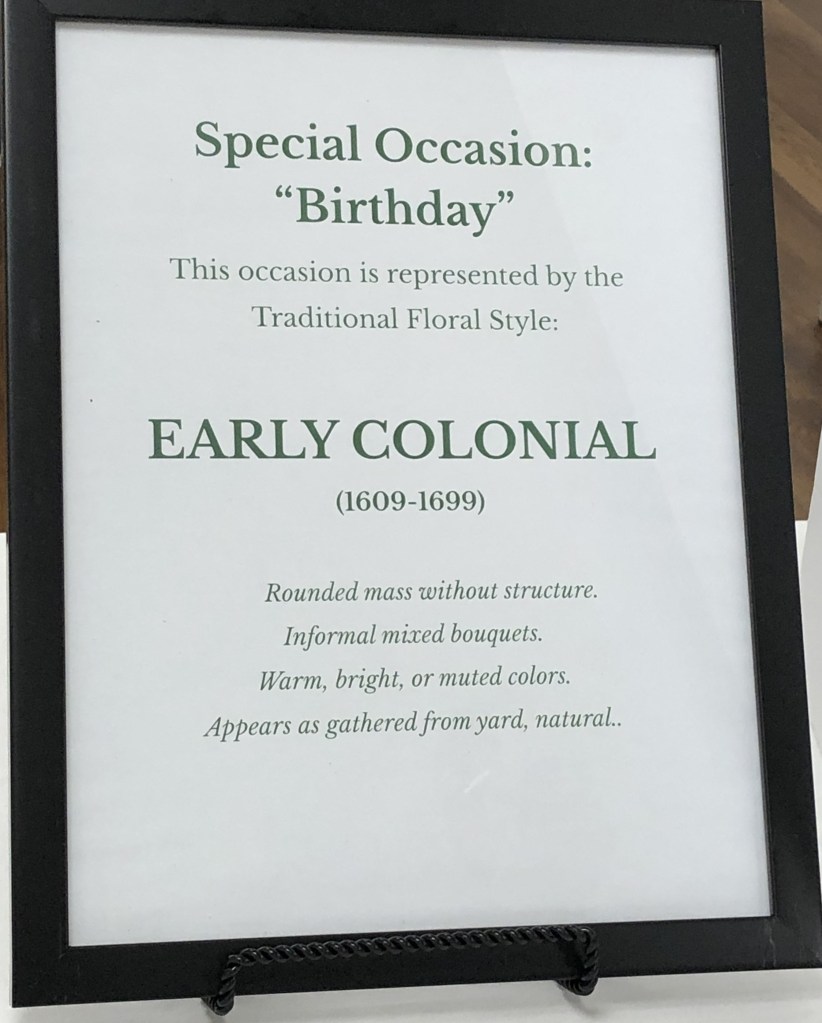 Special Occasion:
“Birthday”
This occasion is represented by the
Traditional Floral Style:
EARLY COLONIAL
(1609-1699)
Rounded mass without structure.
Informal mixed bouquets.
Warm, bright, or muted colors.
Appears as gathered from yard, natural..